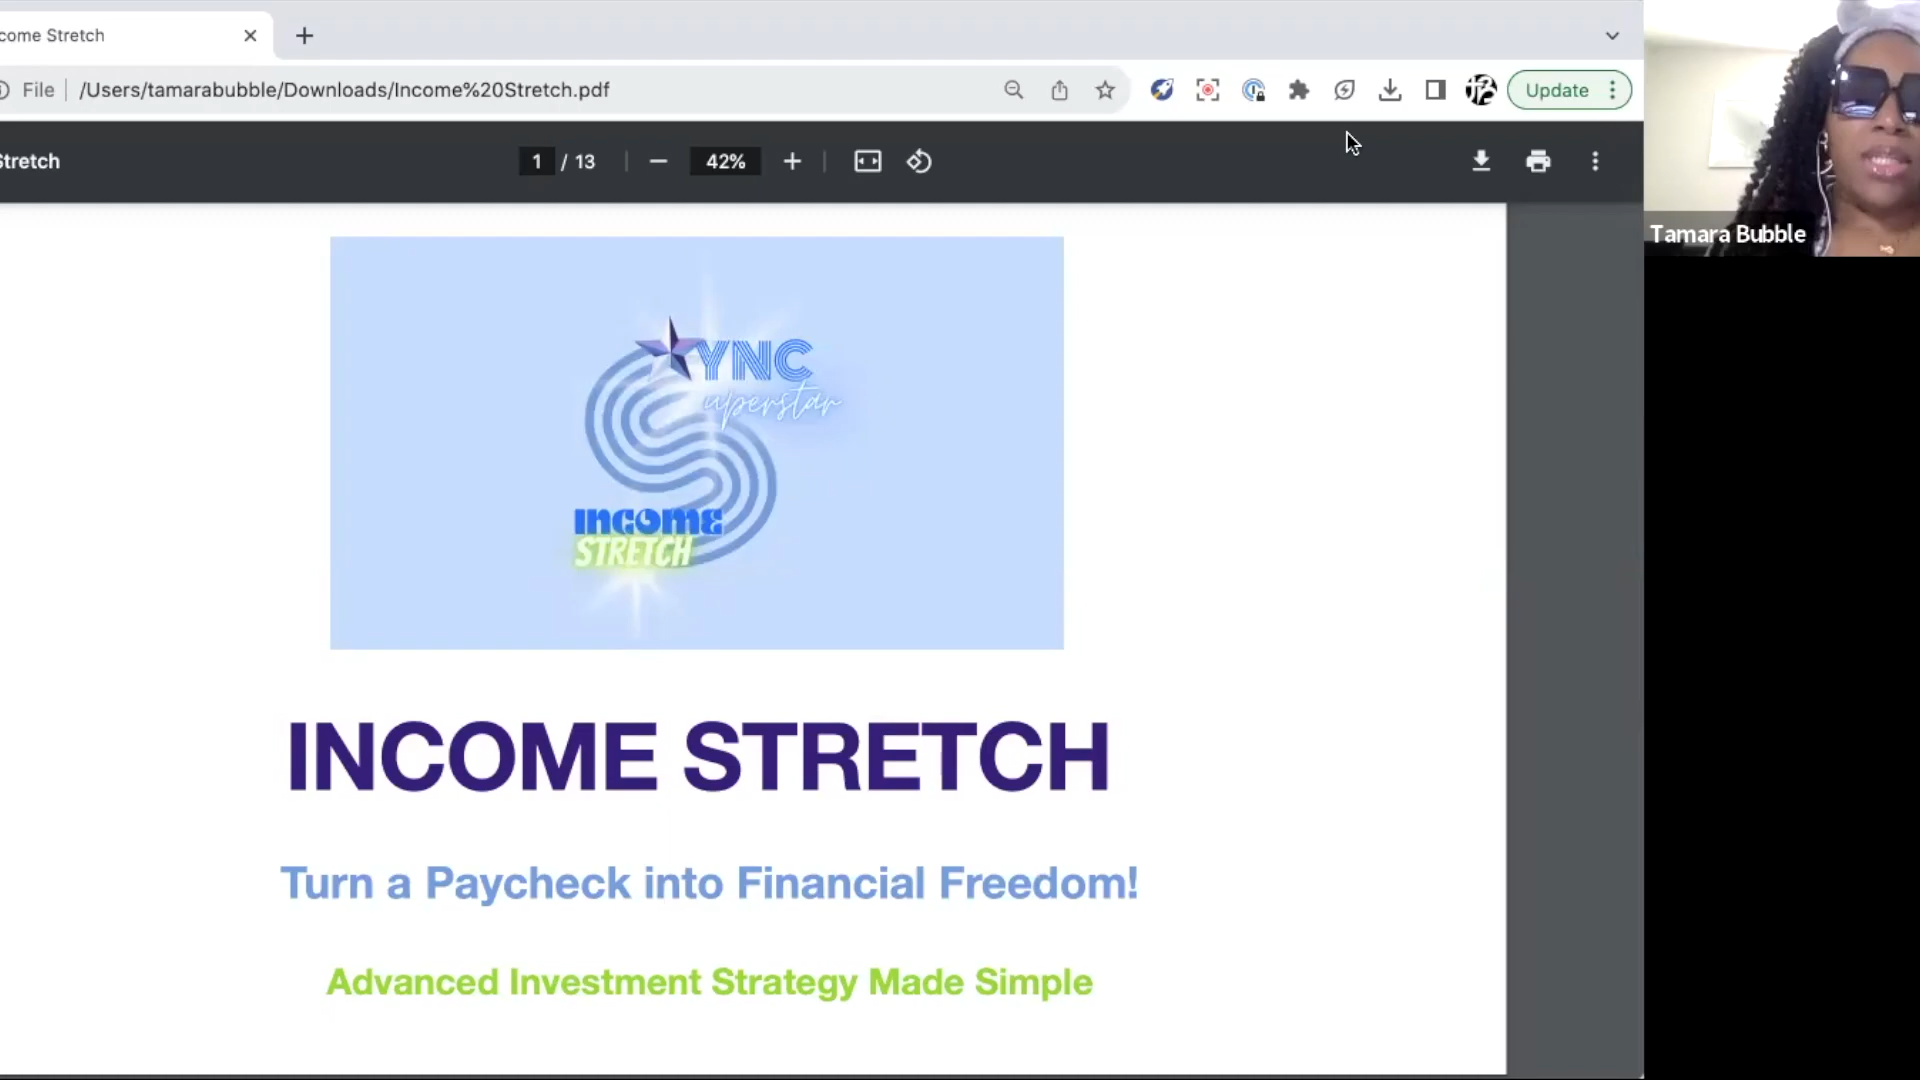 come Stretch
File /Users/tamarabubble/Downloads/Income%20Stretch.pdf
Update
Stretch
1 / 13
42%
Tamara Bubble
YNC
uperstar
INCOME
STRETCH
INCOME STRETCH
Turn a Paycheck into Financial Freedom!
Advanced Investment Strategy Made Simple